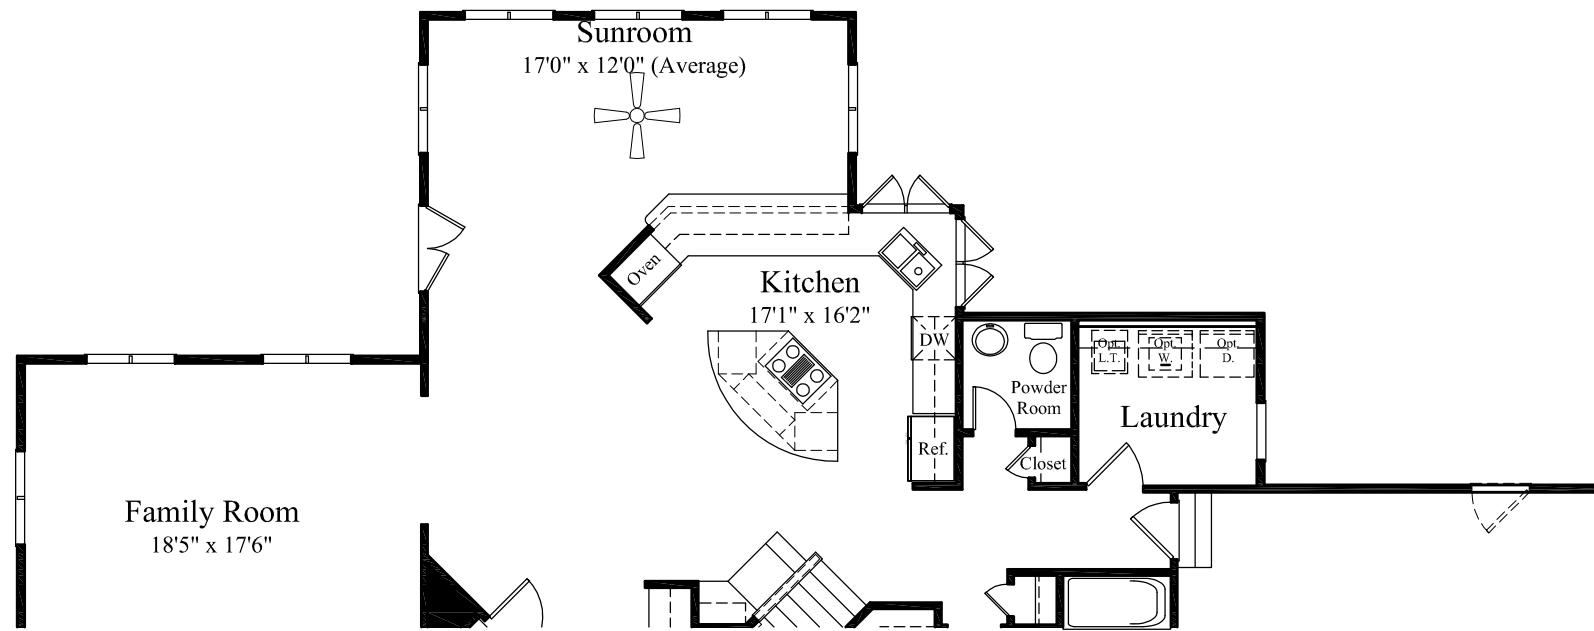 Sunroom
17'0" x 12'0" (Average)
Oven
Kitchen
17'1" x 16'2"
DW
Opt.
L.T.
Opt.
W.
Opt.
D.
Powder
Room
Laundry
Ref.
Closet
Family Room
18'5" x 17'6"